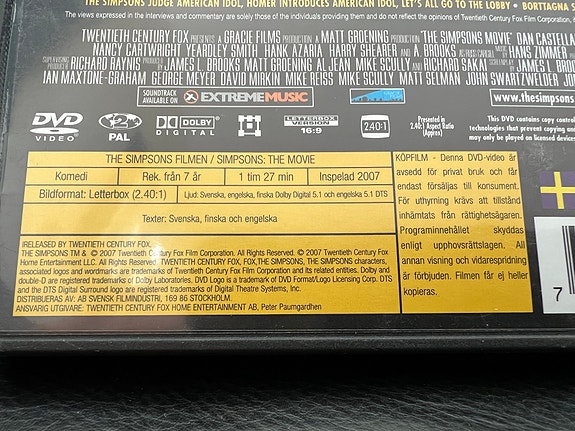 THE SIMPSONS JUDGE AMERICAN IDOL, HOMER INTRODUCES AMERICAN IDOL, LET'S ALL GO TO THE LOBBY • BORTTAGNA S
The views expressed in the interviews and commentary are solely those of the individuals providing them and do not reflect the opinions of Twentieth Century Fox Film Corporation,
TWENTIETH CENTURY FOX PRESENTS A GRACIE FILMS PRODUCTION A MATT GROENING PRODUCTION "THE SIMPSONS MOVIE" DAN CASTELLA
NANCY CARTWRIGHT YEARDLEY SMITH HANK AZARIA HARRY SHEARER AND A. BROOKS AS RUSS CARGILL MUSIC BY HANS ZIMMER
SUPERVISING PRODUCER RICHARD RAYNIS PRODUCED BY JAMES L. BROOKS MATT GROENING AL JEAN MIKE SCULLY AND RICHARD SAKAI SCREENPLAY BY JAMES L. BROOKS
IAN MAXTONE-GRAHAM GEORGE MEYER DAVID MIRKIN MIKE REISS MIKE SCULLY MATT SELMAN JOHN SWARTZWELDER
SOUNDTRACK AVAILABLE ON EXTREMEMUSIC
www.thesimpsons
DVD VIDEO
2 PAL
DOLBY DIGITAL
LETTERBOX VERSION 16:9
240:1
Presented in 2.40:1 Aspect Ratio (Approx)
This DVD contains copy
technologies that prevent copying
may only be played on licensed
THE SIMPSONS FILMEN / SIMPSONS: THE MOVIE
Komedi Rek. från 7 år 1 tim 27 min Inspelad 2007
Bildformat: Letterbox (2.40:1) Ljud: Svenska, engelska, finska Dolby Digital 5.1 och engelska 5.1 DTS
Texter: Svenska, finska och engelska
IRELEASED BY TWENTIETH CENTURY FOX.
THE SIMPSONS TM & © 2007 Twentieth Century Fox Film Corporation. All Rights Reserved. © 2007 Twentieth Century Fox
Home Entertainment LLC. All Rights Reserved. TWENTIETH CENTURY FOX, FOX, THE SIMPSONS, THE SIMPSONS characters,
associated logos and wordmarks are trademarks of Twentieth Century Fox Film Corporation and its related entities. Dolby and
double-D are registered trademarks of Dolby Laboratories. DVD Logo is a trademark of DVD Format/Logo Licensing Corp. DTS
and the DTS Digital Surround logo are registered trademarks of Digital Theatre Systems, Inc.
DISTRIBUERAS AV: AB SVENSK FILMINDUSTRI, 169 86 STOCKHOLM.
ANSVARIG UTGIVARE: TWENTIETH CENTURY FOX HOME ENTERTAINMENT AB, Peter Paumgardhen
KÖPFILM - Denna DVD-video är
avsedd för privat bruk och får
endast försäljas till konsument.
För uthyrning krävs att tillstånd
inhämtats från rättighetsägaren.
Programinnehållet skyddas
enligt upphovsrättslagen. All
annan visning och vidarespridning
är förbjuden. Filmen får ej heller
kopieras.
7